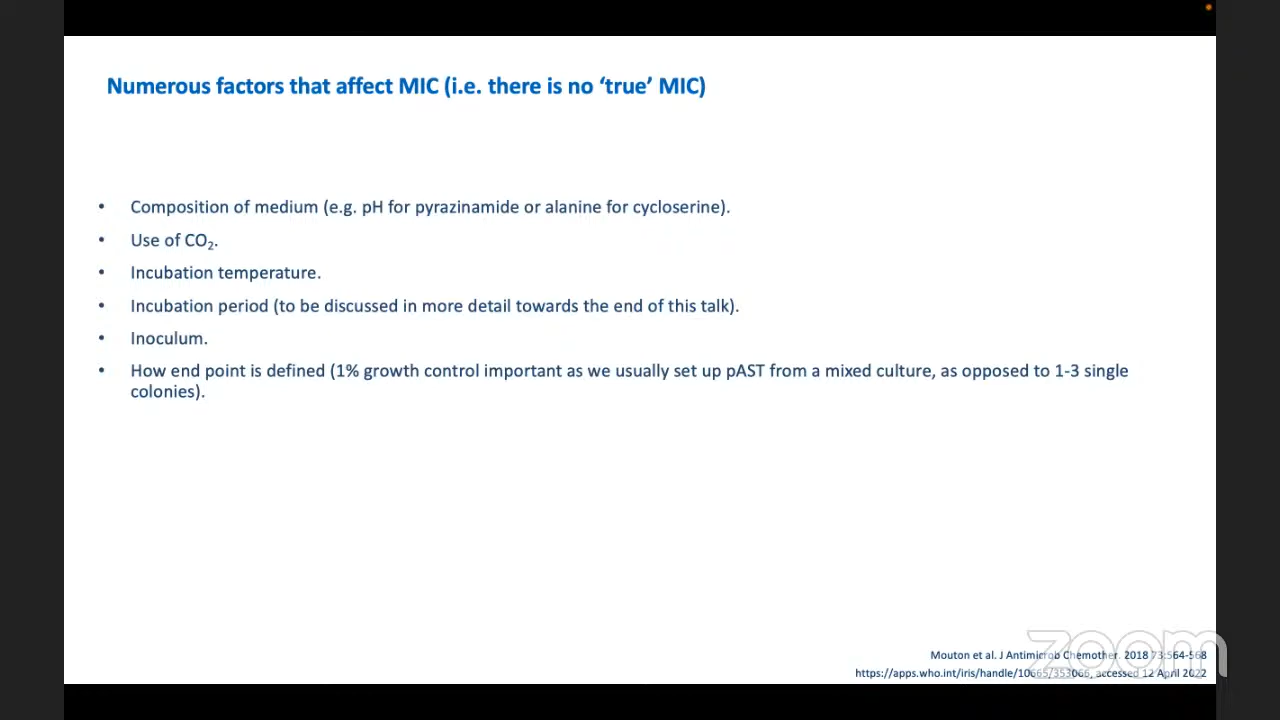 Numerous factors that affect MIC (i.e. there is no ‘true’ MIC)
• Composition of medium (e.g. pH for pyrazinamide or alanine for cycloserine).
• Use of CO₂.
• Incubation temperature.
• Incubation period (to be discussed in more detail towards the end of this talk).
• Inoculum.
• How end point is defined (1% growth control important as we usually set up pAST from a mixed culture, as opposed to 1-3 single
colonies).
Mouton et al. J Antimicrob Chemother. 2018 73:564-568
https://apps.who.int/iris/handle/10665/353066, accessed 12 April 2022
zoom